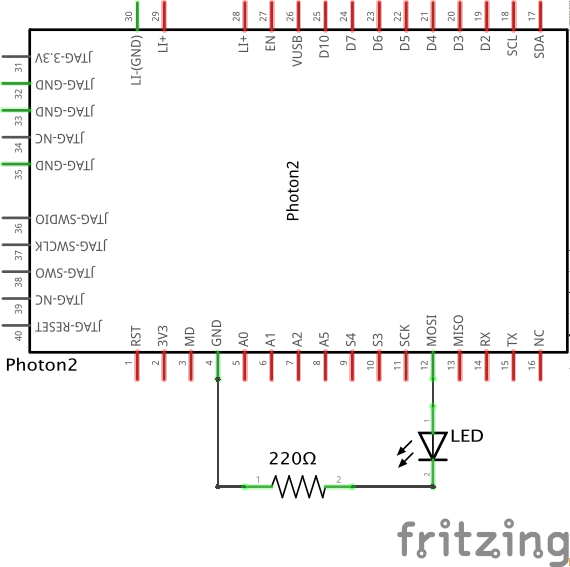 30 29 28 27 26 25 24 23 22 21 20 19 18 17
LI-(GND) LI+ LI+ EN VUSB D10 D7 D6 D5 D4 D3 D2 SCL SDA
31 JTAG-3.3V
32 JTAG-GND
33 JTAG-GND
34 JTAG-NC
35 JTAG-GND
36 JTAG-SWDIO
37 JTAG-SWCLK
38 JTAG-SWO
39 JTAG-NC
40 JTAG-RESET
Photon2
RST 3V3 MD GND A0 A1 A2 A5 S4 S3 SCK MOSI MISO RX TX NC
1 2 3 4 5 6 7 8 9 10 11 12 13 14 15 16
Photon2
1
LED
2
220Ω
1 2
fritzing